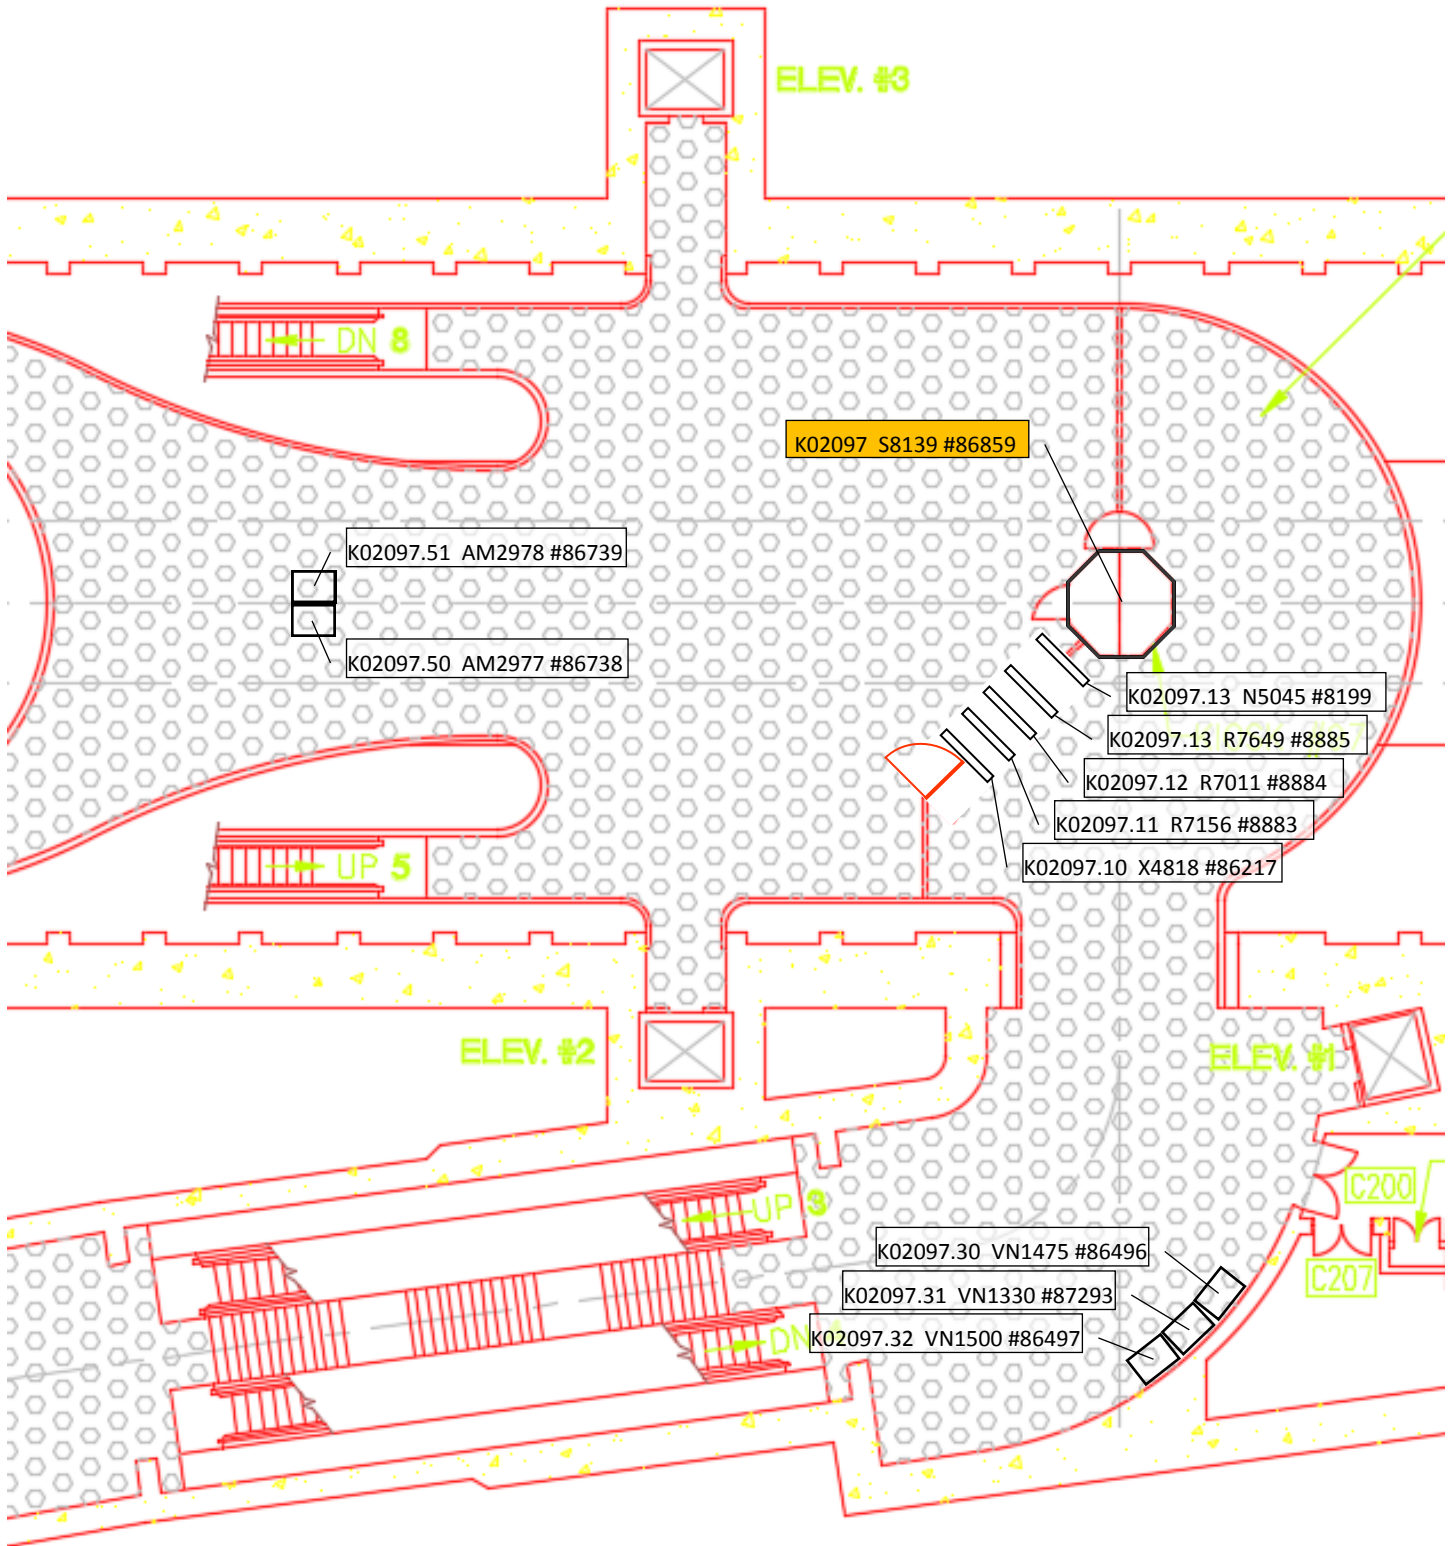 ELEV. #3
DN 8
K02097 S8139 #86859
K02097.51 AM2978 #86739
K02097.50 AM2977 #86738
K02097.13 N5045 #8199
K02097.13 R7649 #8885
K02097.12 R7011 #8884
K02097.11 R7156 #8883
K02097.10 X4818 #86217
UP 5
ELEV. #2
ELEV. #1
C200
UP 3
K02097.30 VN1475 #86496
C207
K02097.31 VN1330 #87293
DN
K02097.32 VN1500 #86497